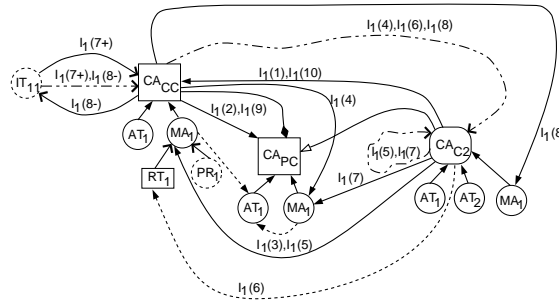 I1(4),I1(6),I1(8)
I1(7+)
CACC
IT11
I1(7+),I1(8-)
I1(1),I1(10)
I1(8-)
I1(2),I1(9)
I1(4)
I1(8
AT1
MA1
CAPC
I1(5),I1(7)
CAC2
RT1
PR1
I1(7)
AT1
MA1
AT1
AT2
MA1
I1(3),I1(5)
I1(6)